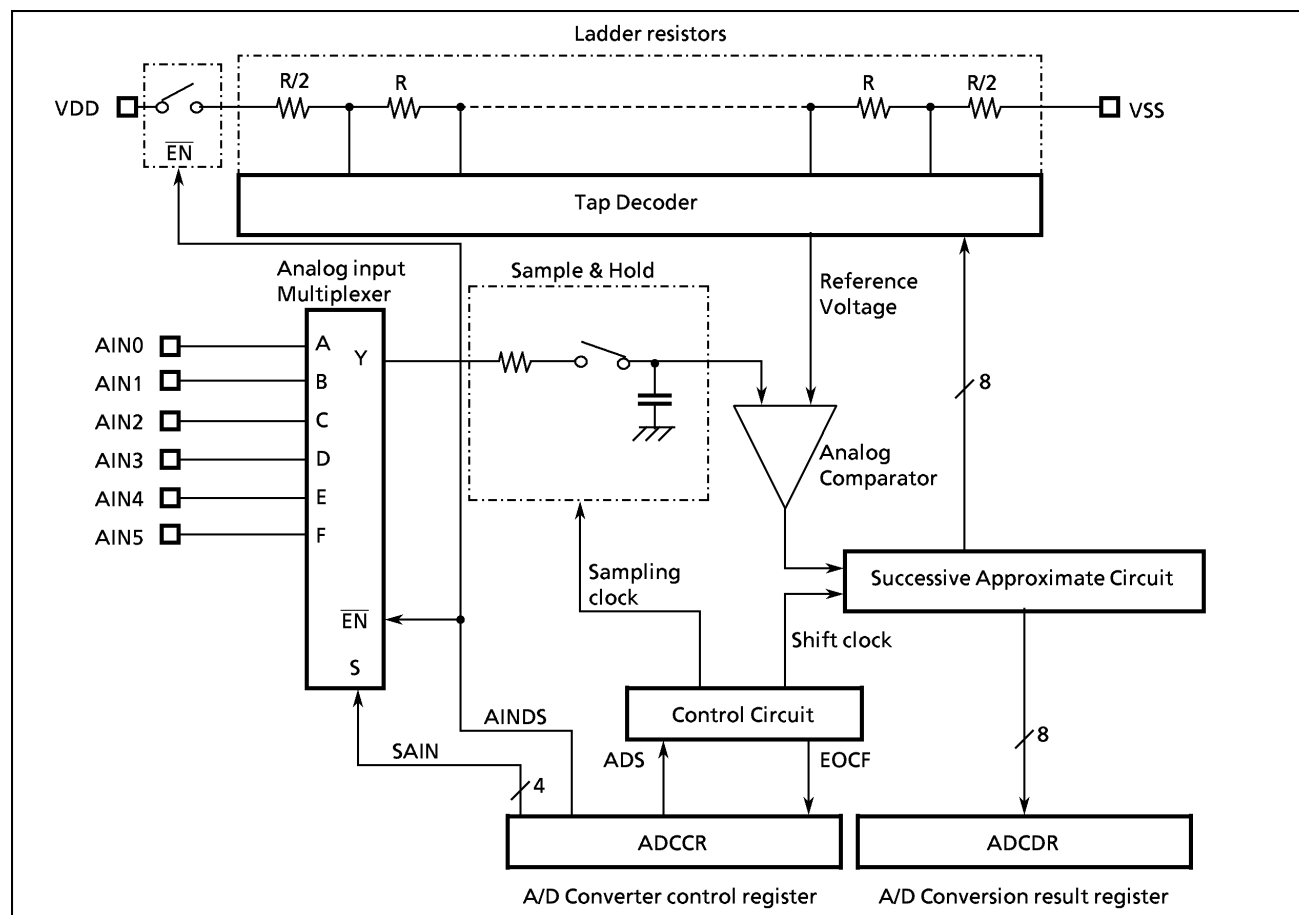 Ladder resistors
R/2
R
R
R/2
VDD
VSS
EN
Tap Decoder
Analog input
Multiplexer
Sample & Hold
Reference
Voltage
AIN0
AIN1
AIN2
AIN3
AIN4
AIN5
A
B
C
D
E
F
Y
8
Analog
Comparator
Sampling
clock
Successive Approximate Circuit
EN
Shift clock
S
Control Circuit
AINDS
SAIN
ADS
EOCF
8
4
ADCCR
ADCDR
A/D Converter control register
A/D Conversion result register